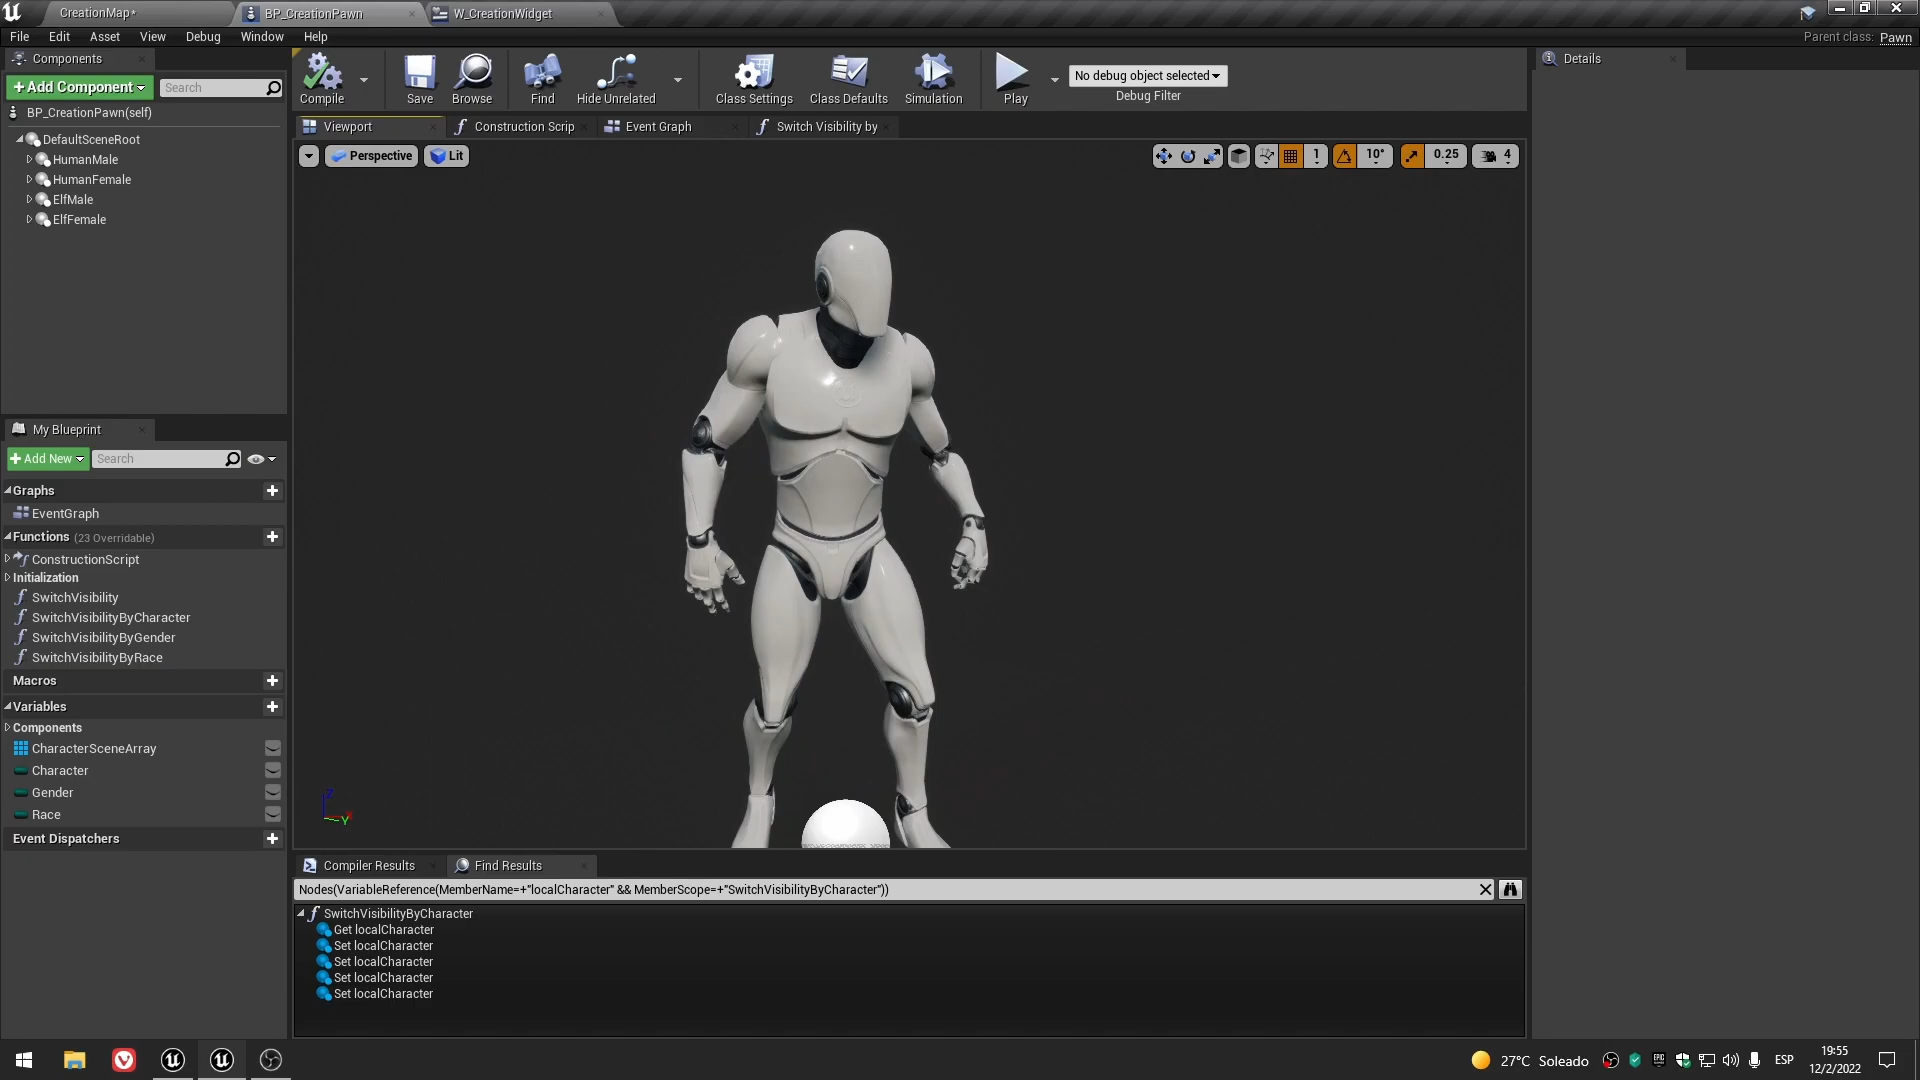 CreationMap*
BP_CreationPawn
W_CreationWidget
File Edit Asset View Debug Window Help
Parent class: Pawn
Components
Add Component
Search
BP_CreationPawn(self)
DefaultSceneRoot
HumanMale
HumanFemale
ElfMale
ElfFemale
My Blueprint
Add New
Search
Graphs
EventGraph
Functions (23 Overridable)
ConstructionScript
Initialization
SwitchVisibility
SwitchVisibilityByCharacter
SwitchVisibilityByGender
SwitchVisibilityByRace
Macros
Variables
Components
CharacterSceneArray
Character
Gender
Race
Event Dispatchers
Compile
Save
Browse
Find
Hide Unrelated
Class Settings
Class Defaults
Simulation
Play
No debug object selected
Debug Filter
Viewport
Construction Scrip
Event Graph
Switch Visibility by
Perspective
Lit
1
10°
0.25
4
Z
Y
Compiler Results
Find Results
Nodes(VariableReference(MemberName=+"localCharacter" && MemberScope=+"SwitchVisibilityByCharacter"))
SwitchVisibilityByCharacter
Get localCharacter
Set localCharacter
Set localCharacter
Set localCharacter
Set localCharacter
Details
27°C Soleado
EPIC
ESP
19:55
12/2/2022